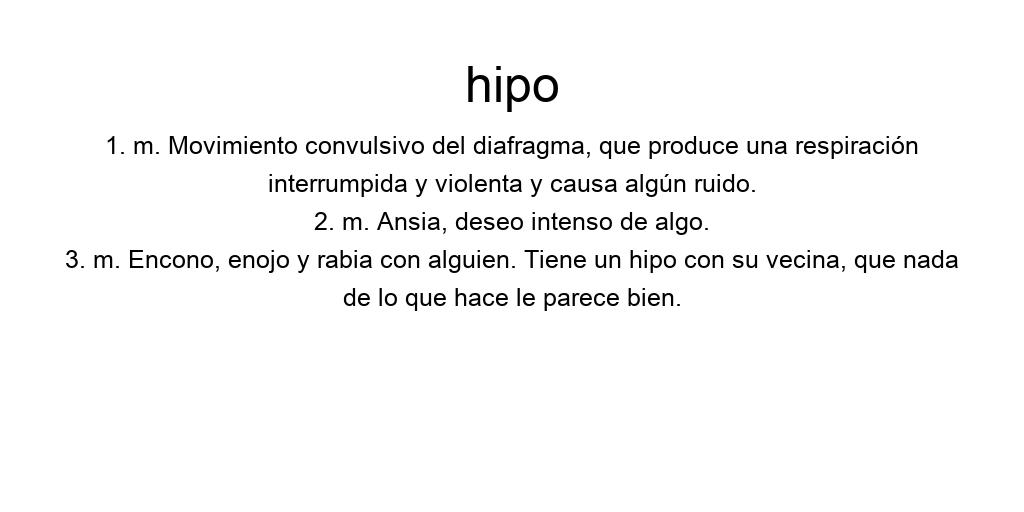 hipo
1. m. Movimiento convulsivo del diafragma, que produce una respiración
interrumpida y violenta y causa algún ruido.
2. m. Ansia, deseo intenso de algo.
3. m. Encono, enojo y rabia con alguien. Tiene un hipo con su vecina, que nada
de lo que hace le parece bien.